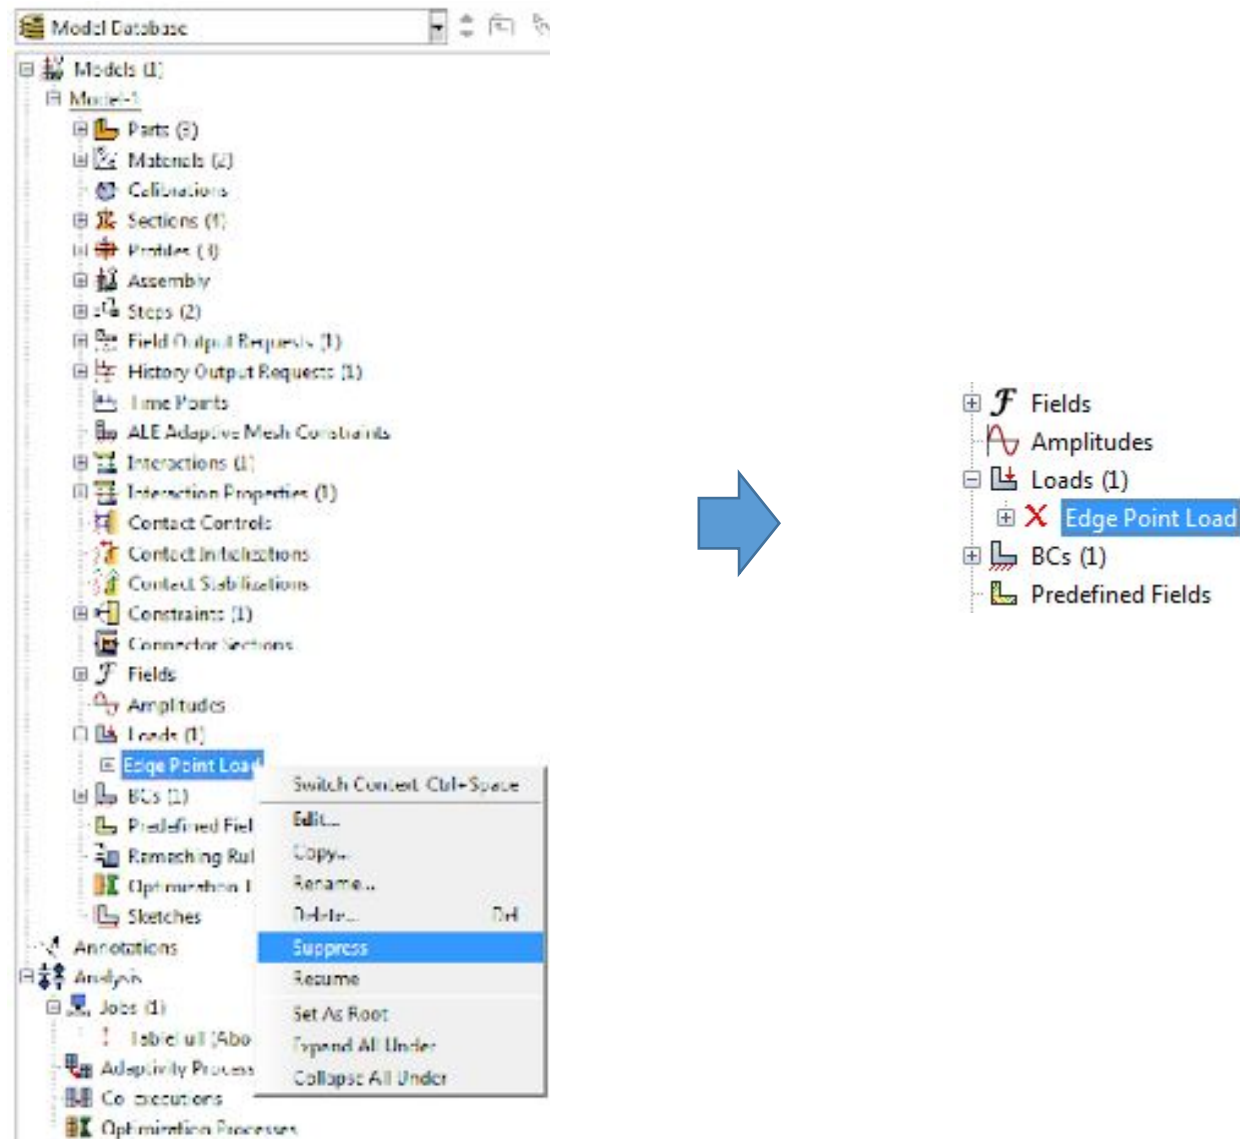 Model Database
Models (1)
Model-1
Parts (3)
Materials (2)
Calibrations
Sections (4)
Profiles (3)
Assembly
Steps (2)
Field Output Requests (1)
History Output Requests (1)
Time Points
ALE Adaptive Mesh Constraints
Interactions (1)
Interaction Properties (1)
Contact Controls
Contact Initializations
Contact Stabilizations
Constraints (1)
Connector Sections
Fields
Amplitudes
Loads (1)
Edge Point Load
BCs (1)
Predefined Fiel
Remeshing Rul
Optimization T
Sketches
Annotations
Analysis
Jobs (1)
(Abo
Adaptivity Process
Co-executions
Optimization Processes
Switch Context Ctrl+Space
Edit...
Copy...
Rename...
Delete... Del
Suppress
Resume
Set As Root
Expand All Under
Collapse All Under
Fields
Amplitudes
Loads (1)
Edge Point Load
BCs (1)
Predefined Fields